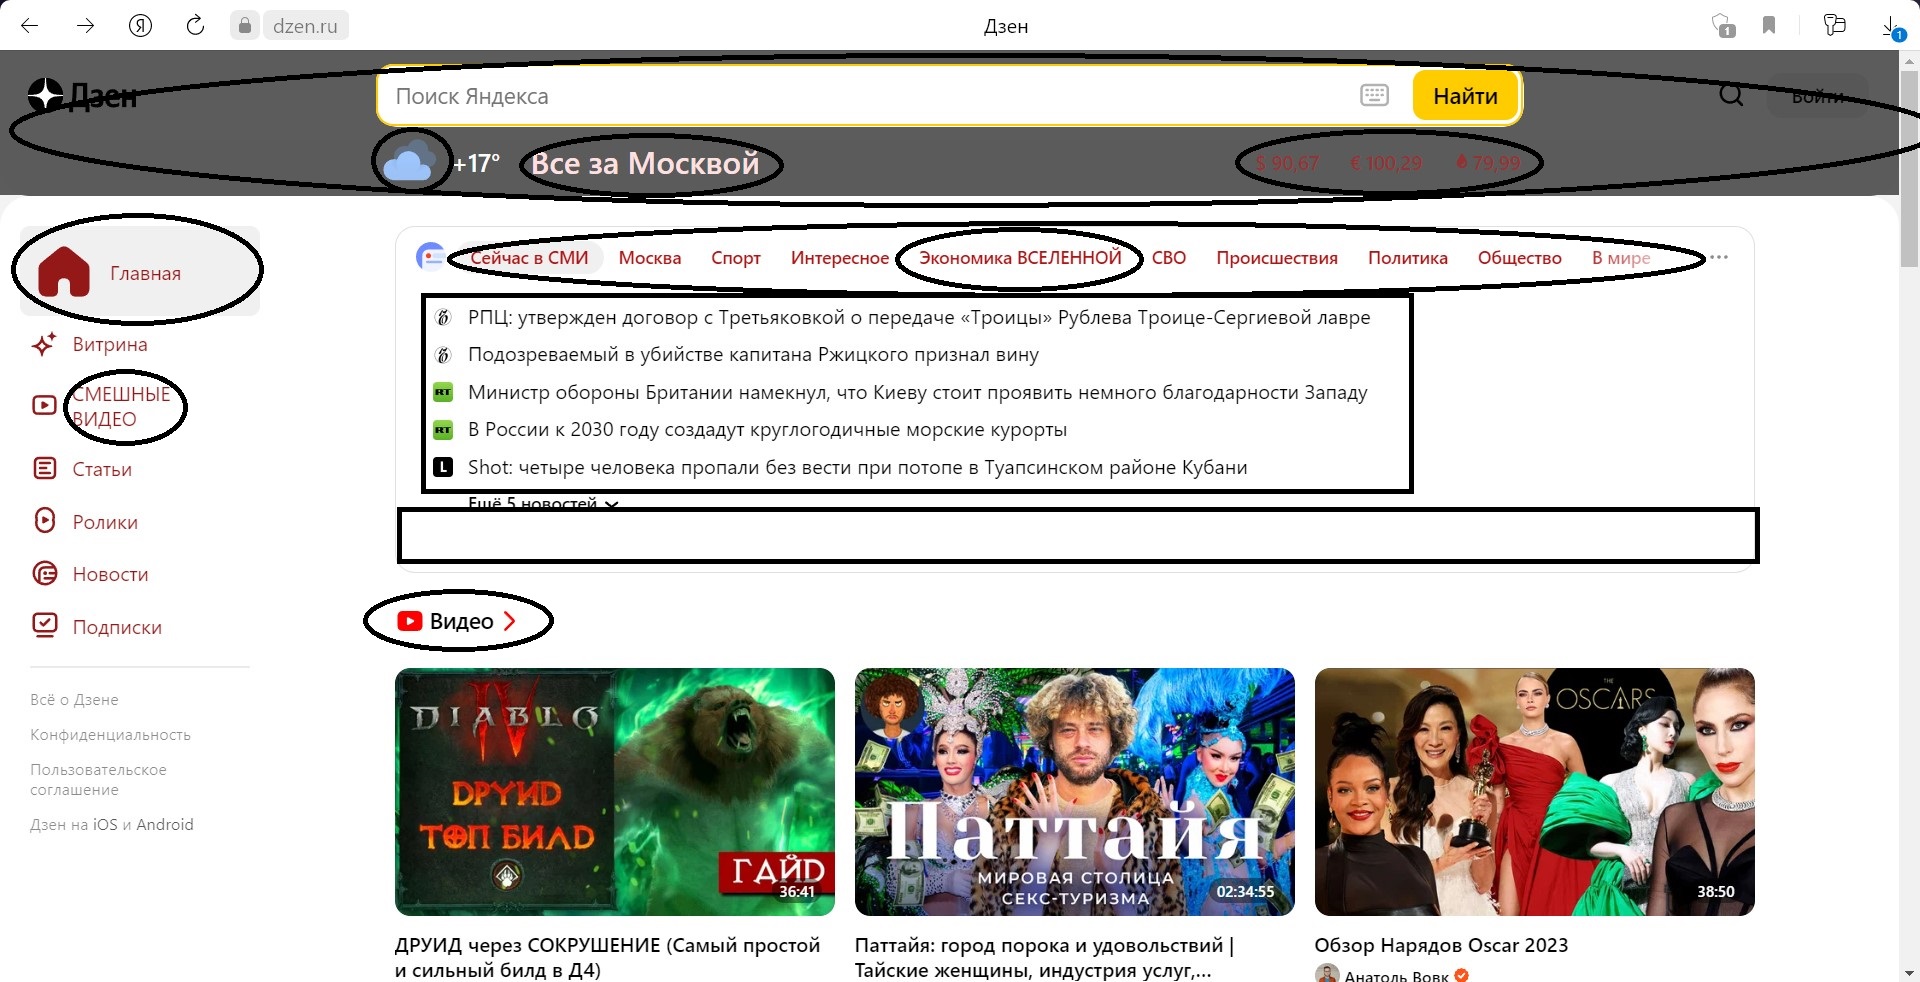 Я
dzen.ru
Дзен
1
1
Дзен
Поиск Яндекса
Найти
Войти
+17°
Все за Москвой
$ 90,67 € 100,29 79,99
Главная
Витрина
СМЕШНЫЕ
ВИДЕО
Статьи
Ролики
Новости
Подписки
Всё о Дзене
Конфиденциальность
Пользовательское
соглашение
Дзен на iOS и Android
Сейчас в СМИ Москва Спорт Интересное Экономика ВСЕЛЕННОЙ СВО Происшествия Политика Общество В мире
РПЦ: утвержден договор с Третьяковкой о передаче «Троицы» Рублева Троице-Сергиевой лавре
Подозреваемый в убийстве капитана Ржицкого признал вину
RT Министр обороны Британии намекнул, что Киеву стоит проявить немного благодарности Западу
RT В России к 2030 году создадут круглогодичные морские курорты
L Shot: четыре человека пропали без вести при потопе в Туапсинском районе Кубани
Ещё 5 новостей
Видео
DIABLO
IV
ДРУИД
ТОП БИЛД
ГАЙД
36:41
Паттайя
МИРОВАЯ СТОЛИЦА
СЕКС-ТУРИЗМА
02:34:55
THE
OSCARS
38:50
ДРУИД через СОКРУШЕНИЕ (Самый простой
и сильный билд в Д4)
Паттайя: город порока и удовольствий |
Тайские женщины, индустрия услуг,...
Обзор Нарядов Oscar 2023
Анатоль Вовк